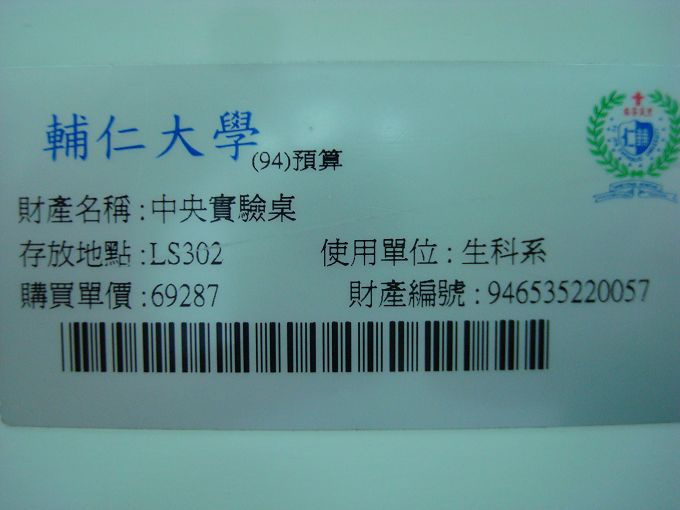 輔仁大學(94)預算
財產名稱:中央實驗桌
存放地點:LS302 使用單位:生科系
購買單價:69287 財產編號:946535220057